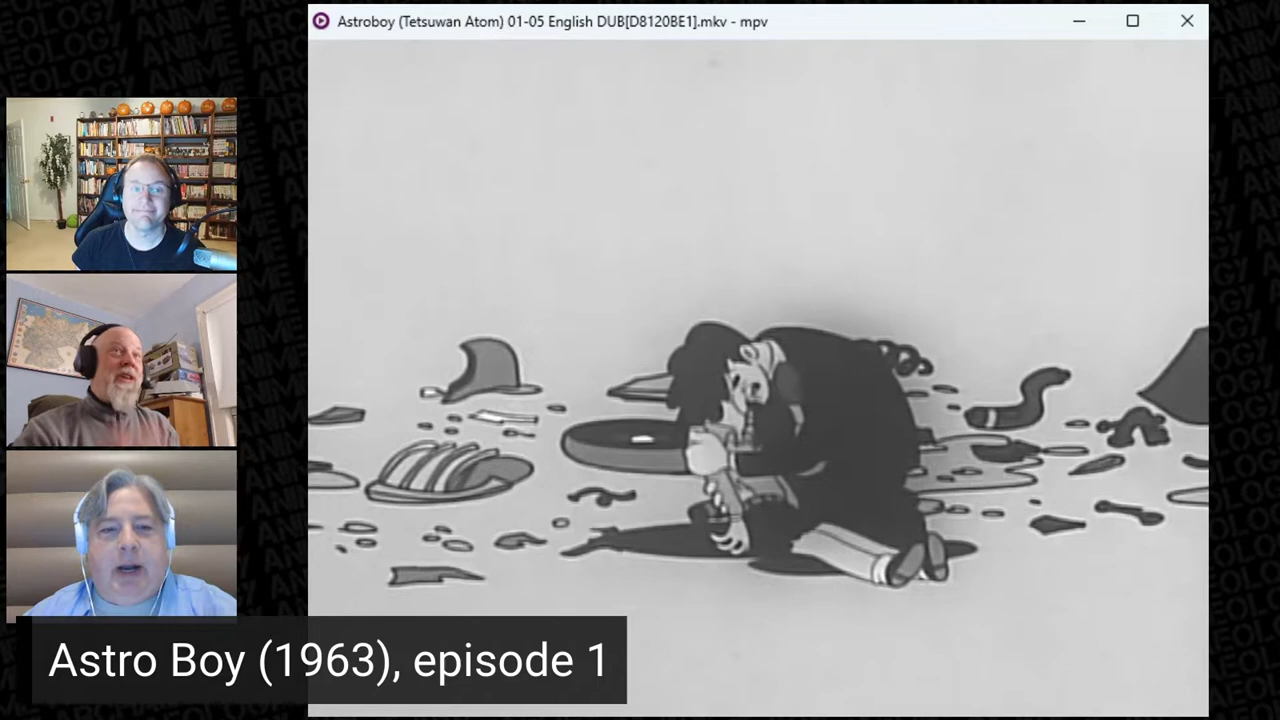 Astroboy (Tetsuwan Atom) 01-05 English DUB[D8120BE1].mkv - mpv
Astro Boy (1963), episode 1